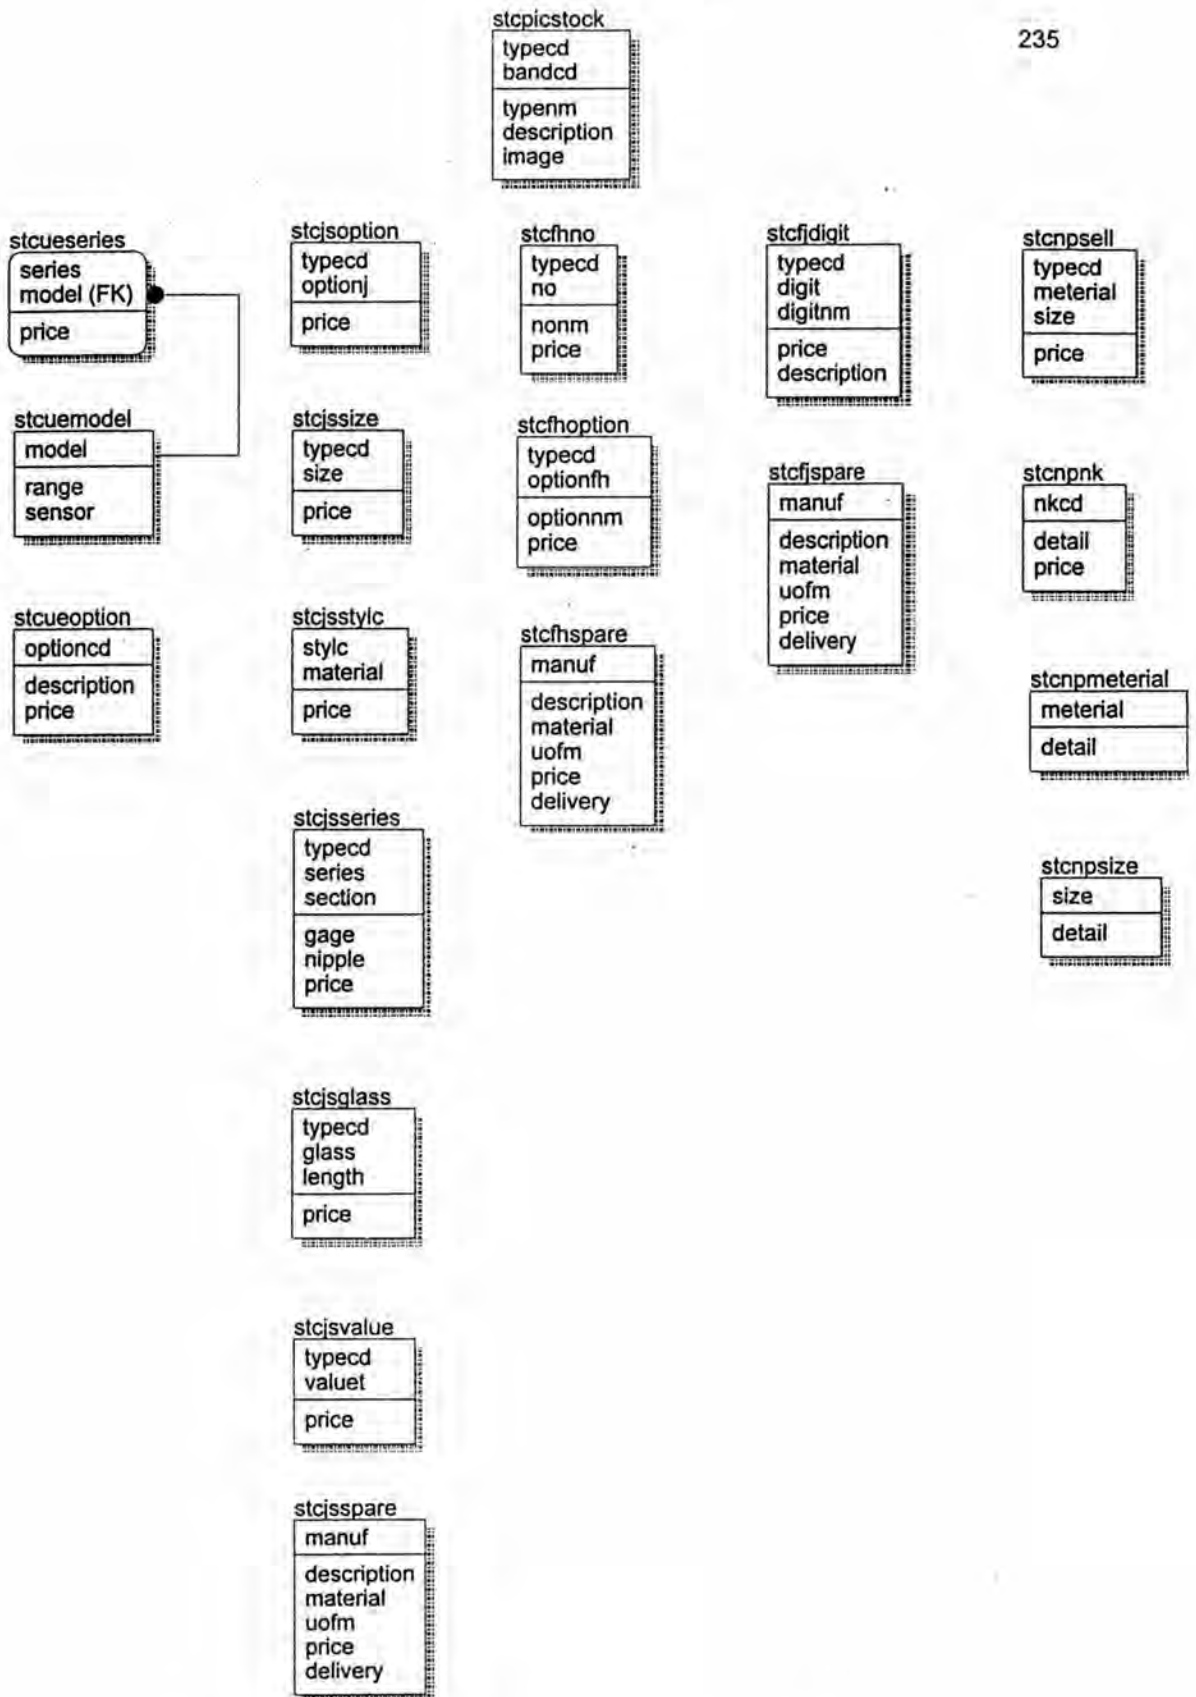 235
stcpicstock
typecd
bandcd
typenm
description
image
stcueseries
series
model (FK)
price
stcuemodel
model
range
sensor
stcueoption
optioncd
description
price
stcjsoption
typecd
optionj
price
stcjssize
typecd
size
price
stcjsstylc
stylc
material
price
stcjsseries
typecd
series
section
gage
nipple
price
stcjsglass
typecd
glass
length
price
stcjsvalue
typecd
valuet
price
stcjsspare
manuf
description
material
uofm
price
delivery
stcfhno
typecd
no
nonm
price
stcfhoption
typecd
optionfh
optionnm
price
stcfhspare
manuf
description
material
uofm
price
delivery
stcfjdigit
typecd
digit
digitnm
price
description
stcfjspare
manuf
description
material
uofm
price
delivery
stcnpsell
typecd
meterial
size
price
stcnpnk
nkcd
detail
price
stcnpmeterial
meterial
detail
stcnpsize
size
detail